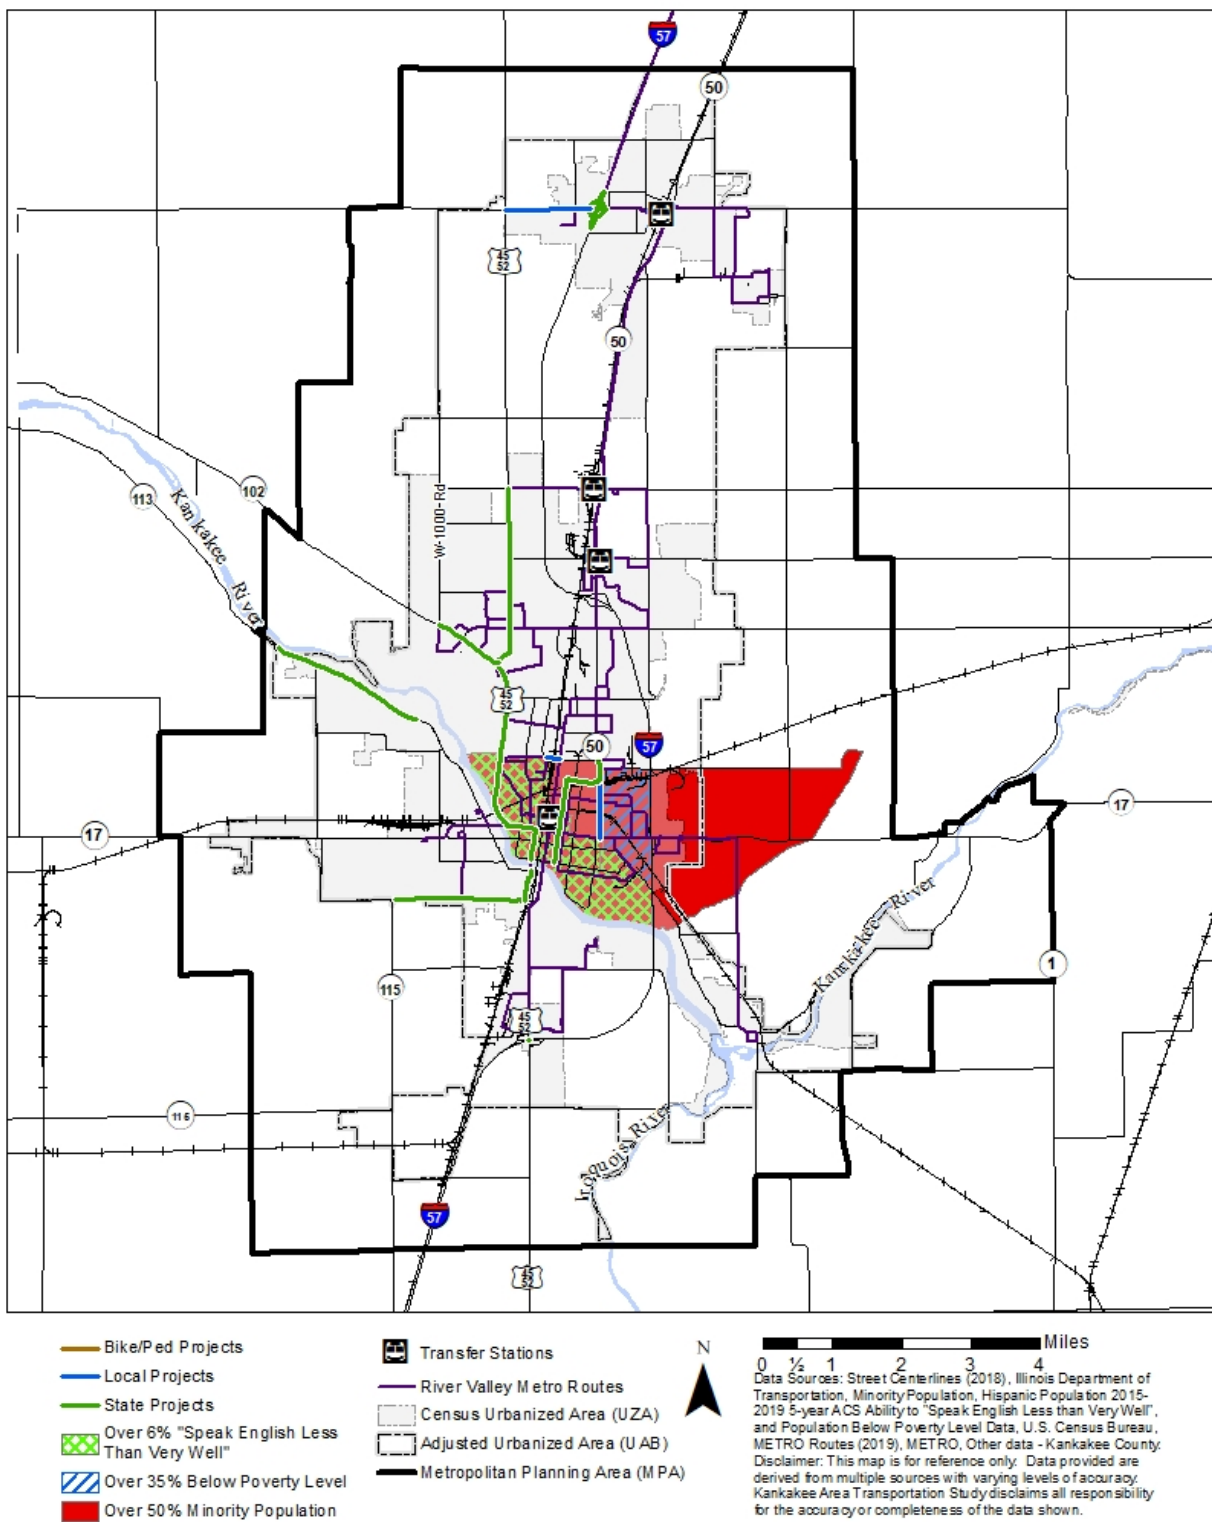 57
50
45
52
50
W-1000-Rd
102
113
Kankakee River
45
52
50
57
17
17
Kankakee River
1
115
45
52
116
Iroquois River
57
45
52
Bike/Ped Projects
Local Projects
State Projects
Over 6% "Speak English Less
Than Very Well"
Over 35% Below Poverty Level
Over 50% Minority Population
Transfer Stations
River Valley Metro Routes
Census Urbanized Area (UZA)
Adjusted Urbanized Area (UAB)
Metropolitan Planning Area (MPA)
N
Miles
0 ½ 1 2 3 4
Data Sources: Street Centerlines (2018), Illinois Department of
Transportation, Minority Population, Hispanic Population 2015-
2019 5-year ACS Ability to "Speak English Less than Very Well",
and Population Below Poverty Level Data, U.S. Census Bureau,
METRO Routes (2019), METRO, Other data - Kankakee County.
Disclaimer: This map is for reference only. Data provided are
derived from multiple sources with varying levels of accuracy.
Kankakee Area Transportation Study disclaims all responsibility
for the accuracy or completeness of the data shown.